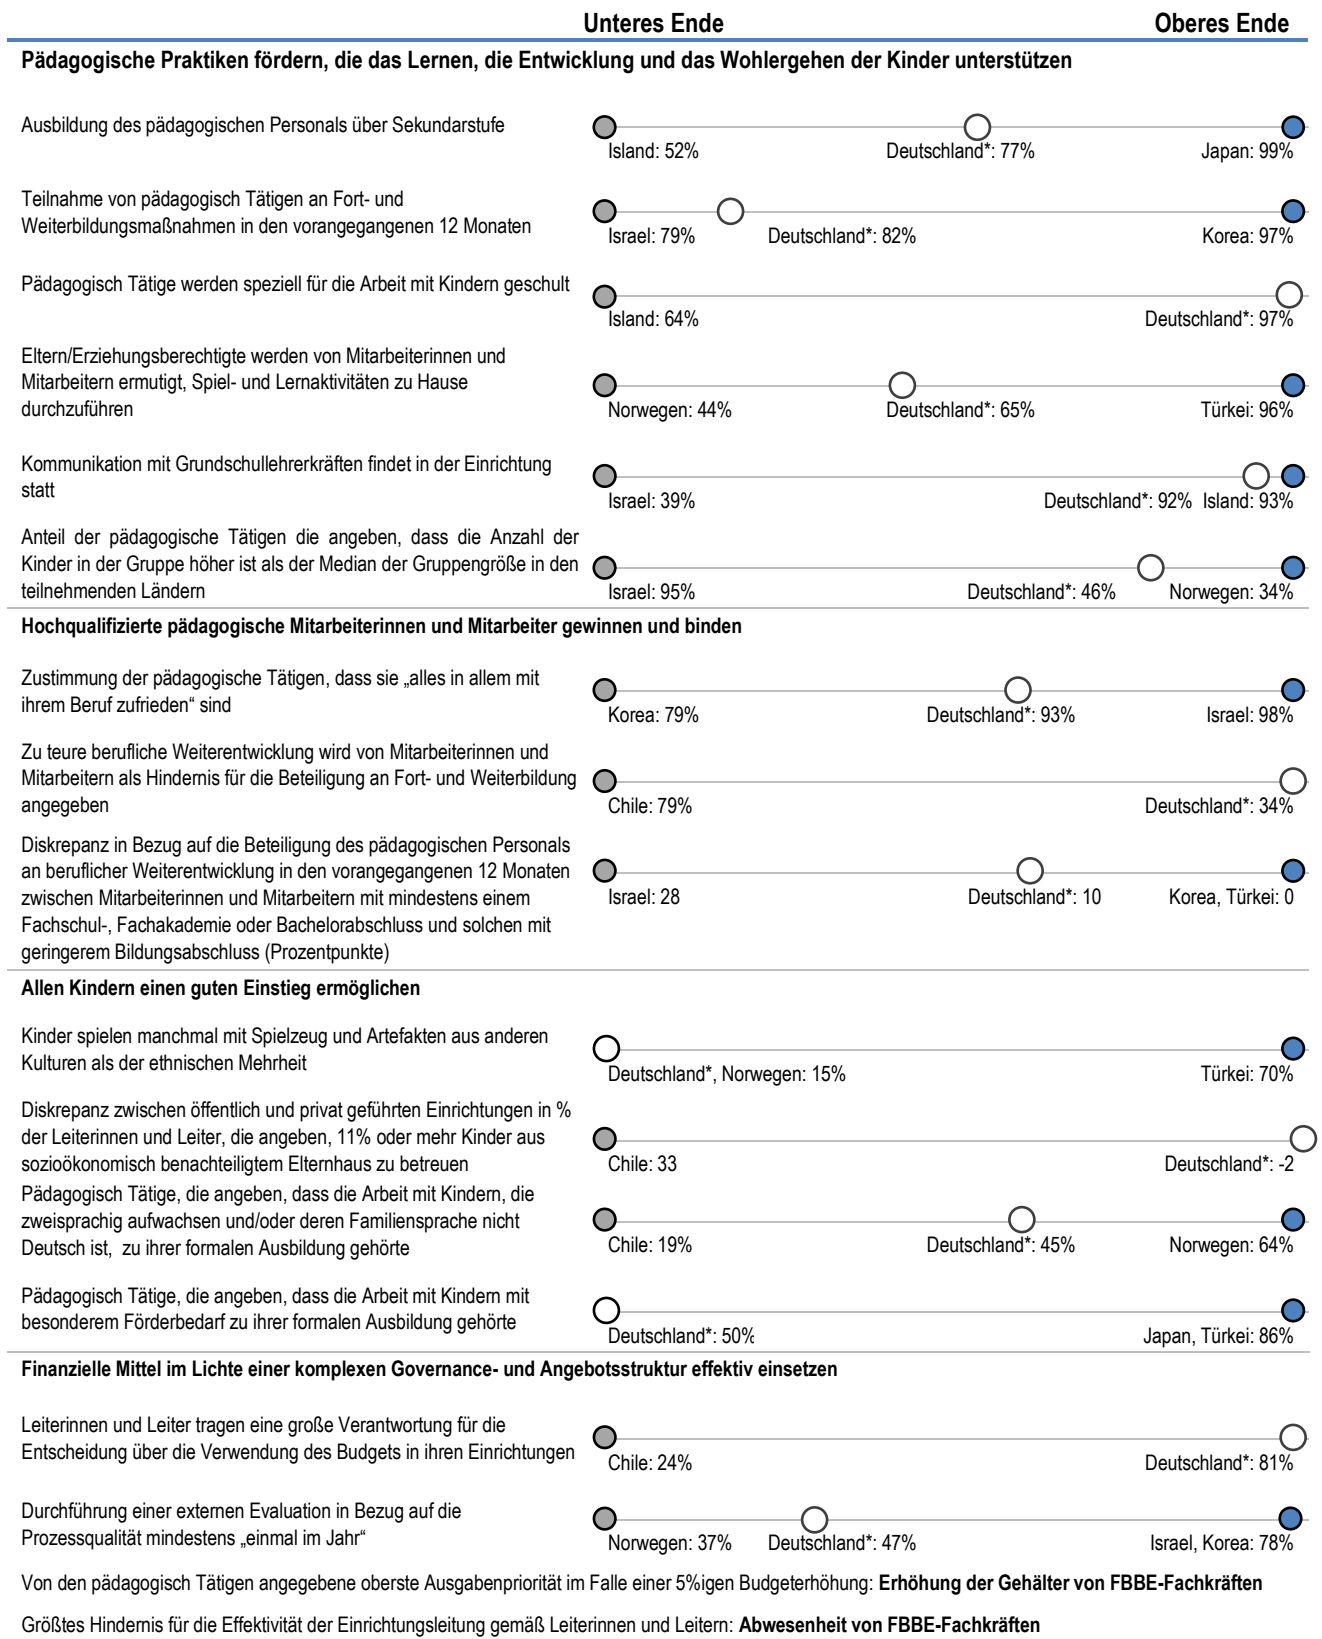 Unteres Ende Oberes Ende
Pädagogische Praktiken fördern, die das Lernen, die Entwicklung und das Wohlergehen der Kinder unterstützen
Ausbildung des pädagogischen Personals über Sekundarstufe
Island: 52% Deutschland*: 77% Japan: 99%
Teilnahme von pädagogisch Tätigen an Fort- und
Weiterbildungsmaßnahmen in den vorangegangenen 12 Monaten
Israel: 79% Deutschland*: 82% Korea: 97%
Pädagogisch Tätige werden speziell für die Arbeit mit Kindern geschult
Island: 64% Deutschland*: 97%
Eltern/Erziehungsberechtigte werden von Mitarbeiterinnen und
Mitarbeitern ermutigt, Spiel- und Lernaktivitäten zu Hause
durchzuführen
Norwegen: 44% Deutschland*: 65% Türkei: 96%
Kommunikation mit Grundschullehrerkräften findet in der Einrichtung
statt
Israel: 39% Deutschland*: 92% Island: 93%
Anteil der pädagogische Tätigen die angeben, dass die Anzahl der
Kinder in der Gruppe höher ist als der Median der Gruppengröße in den
teilnehmenden Ländern
Israel: 95% Deutschland*: 46% Norwegen: 34%
Hochqualifizierte pädagogische Mitarbeiterinnen und Mitarbeiter gewinnen und binden
Zustimmung der pädagogische Tätigen, dass sie „alles in allem mit
ihrem Beruf zufrieden“ sind
Korea: 79% Deutschland*: 93% Israel: 98%
Zu teure berufliche Weiterentwicklung wird von Mitarbeiterinnen und
Mitarbeitern als Hindernis für die Beteiligung an Fort- und Weiterbildung
angegeben
Chile: 79% Deutschland*: 34%
Diskrepanz in Bezug auf die Beteiligung des pädagogischen Personals
an beruflicher Weiterentwicklung in den vorangegangenen 12 Monaten
zwischen Mitarbeiterinnen und Mitarbeitern mit mindestens einem
Fachschul-, Fachakademie oder Bachelorabschluss und solchen mit
geringerem Bildungsabschluss (Prozentpunkte)
Israel: 28 Deutschland*: 10 Korea, Türkei: 0
Allen Kindern einen guten Einstieg ermöglichen
Kinder spielen manchmal mit Spielzeug und Artefakten aus anderen
Kulturen als der ethnischen Mehrheit
Deutschland*, Norwegen: 15% Türkei: 70%
Diskrepanz zwischen öffentlich und privat geführten Einrichtungen in %
der Leiterinnen und Leiter, die angeben, 11% oder mehr Kinder aus
sozioökonomisch benachteiligtem Elternhaus zu betreuen
Chile: 33 Deutschland*: -2
Pädagogisch Tätige, die angeben, dass die Arbeit mit Kindern, die
zweisprachig aufwachsen und/oder deren Familiensprache nicht
Deutsch ist, zu ihrer formalen Ausbildung gehörte
Chile: 19% Deutschland*: 45% Norwegen: 64%
Pädagogisch Tätige, die angeben, dass die Arbeit mit Kindern mit
besonderem Förderbedarf zu ihrer formalen Ausbildung gehörte
Deutschland*: 50% Japan, Türkei: 86%
Finanzielle Mittel im Lichte einer komplexen Governance- und Angebotsstruktur effektiv einsetzen
Leiterinnen und Leiter tragen eine große Verantwortung für die
Entscheidung über die Verwendung des Budgets in ihren Einrichtungen
Chile: 24% Deutschland*: 81%
Durchführung einer externen Evaluation in Bezug auf die
Prozessqualität mindestens „einmal im Jahr“
Norwegen: 37% Deutschland*: 47% Israel, Korea: 78%
Von den pädagogisch Tätigen angegebene oberste Ausgabenpriorität im Falle einer 5%igen Budgeterhöhung: Erhöhung der Gehälter von FBBE-Fachkräften
Größtes Hindernis für die Effektivität der Einrichtungsleitung gemäß Leiterinnen und Leitern: Abwesenheit von FBBE-Fachkräften